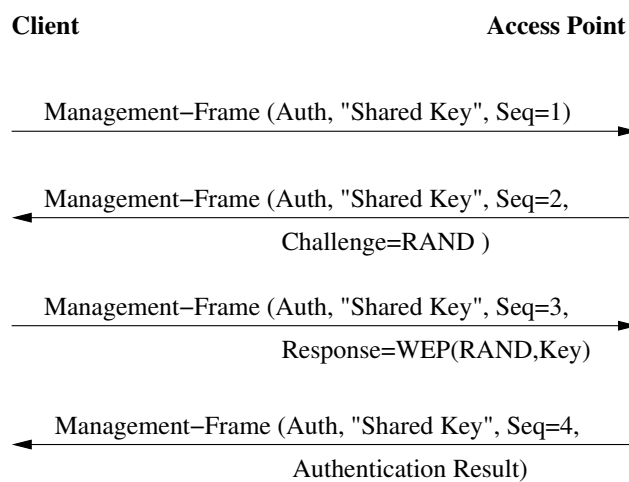 Client
Access Point
Management−Frame (Auth, "Shared Key", Seq=1)
Management−Frame (Auth, "Shared Key", Seq=2,
Challenge=RAND )
Management−Frame (Auth, "Shared Key", Seq=3,
Response=WEP(RAND,Key)
Management−Frame (Auth, "Shared Key", Seq=4,
Authentication Result)